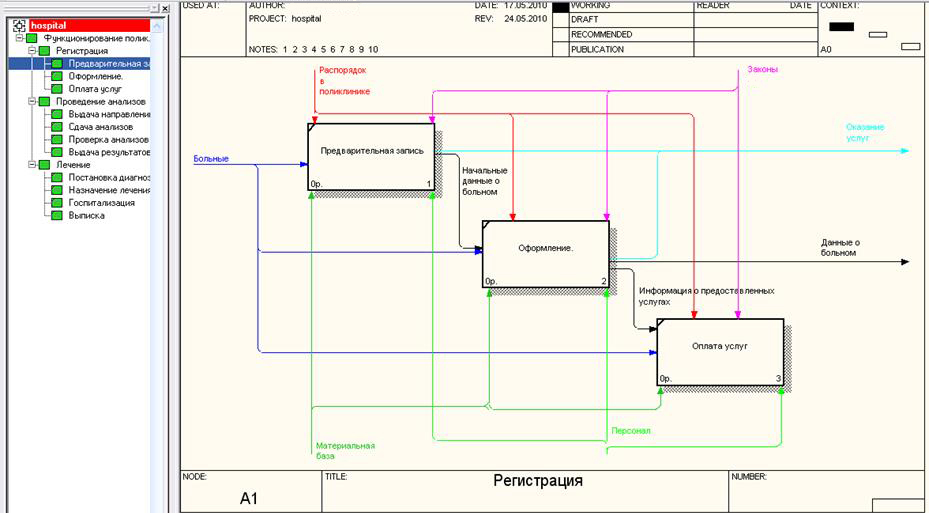 hospital
Функционирование полик.
Регистрация
Предварительная за
Оформление.
Оплата услуг
Проведение анализов
Выдача направлени
Сдача анализов
Проверка анализов
Выдача результатов
Лечение
Постановка диагноз
Назначение лечения
Госпитализация
Выписка
USED AT:
AUTHOR:
DATE: 17.05.2010
PROJECT: hospital
REV: 24.05.2010
NOTES: 1 2 3 4 5 6 7 8 9 10
WORKING
DRAFT
RECOMMENDED
PUBLICATION
READER
DATE
CONTEXT:
A0
Распорядок
в
поликлинике
Законы
Больные
Предварительная запись
0р.
1
Оказание
услуг
Начальные
данные о
больном
Оформление.
0р.
2
Данные о
больном
Информация о предоставленных
услугах
Оплата услуг
0р.
3
Материальная
база
Персонал
NODE:
A1
TITLE:
Регистрация
NUMBER: